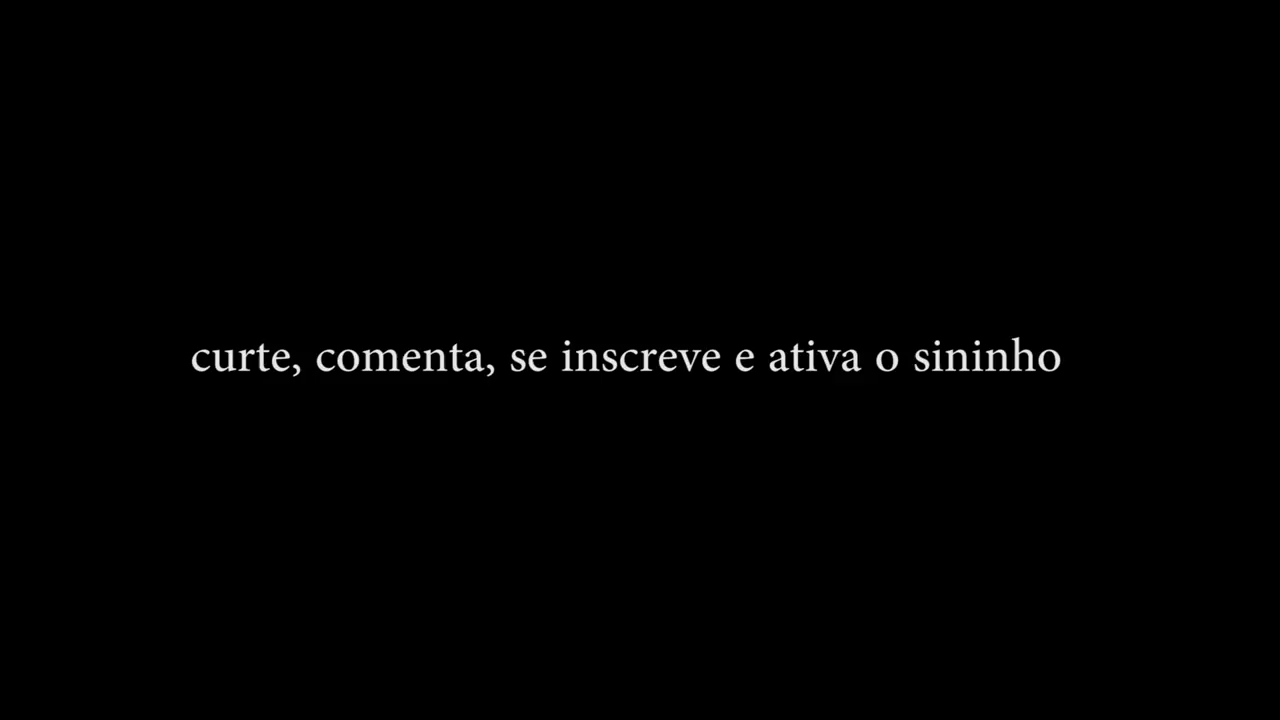 curte, comenta, se inscreve e ativa o sininho